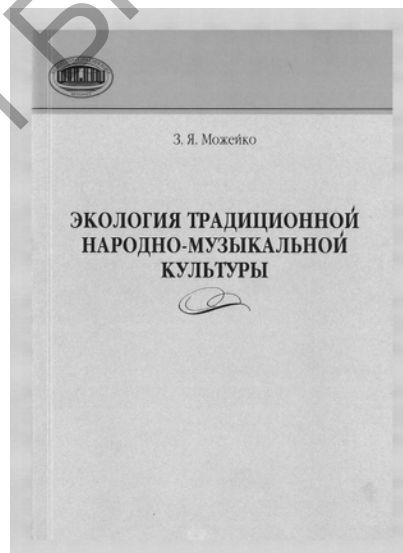 З. Я. Можейко
ЭКОЛОГИЯ ТРАДИЦИОННОЙ
НАРОДНО-МУЗЫКАЛЬНОЙ
КУЛЬТУРЫ